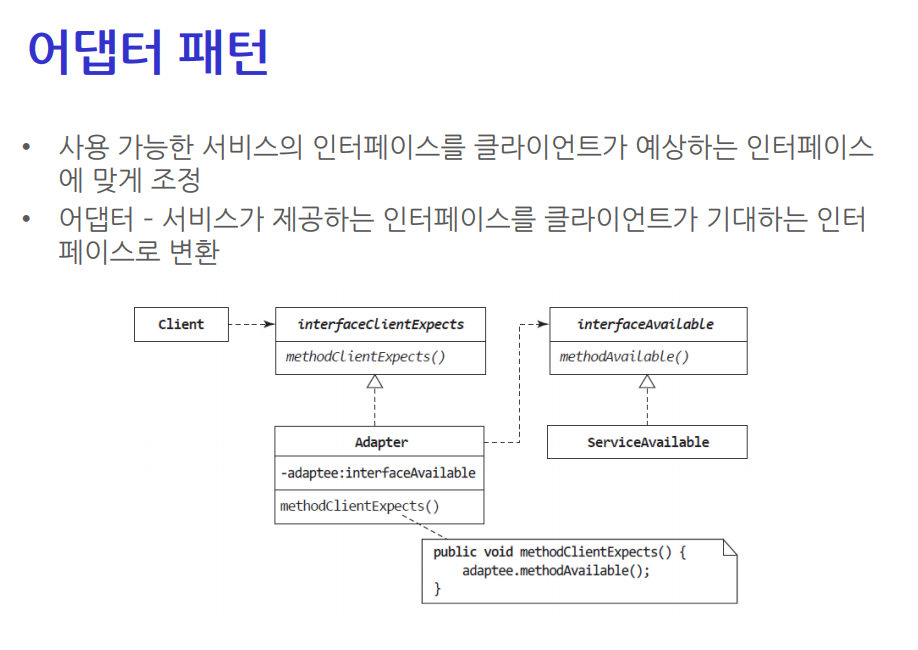 어댑터 패턴
• 사용 가능한 서비스의 인터페이스를 클라이언트가 예상하는 인터페이스
에 맞게 조정
• 어댑터 - 서비스가 제공하는 인터페이스를 클라이언트가 기대하는 인터
페이스로 변환
Client
interfaceClientExpects
methodClientExpects()
interfaceAvailable
methodAvailable()
Adapter
-adaptee:interfaceAvailable
methodClientExpects()
ServiceAvailable
public void methodClientExpects() {
adaptee.methodAvailable();
}